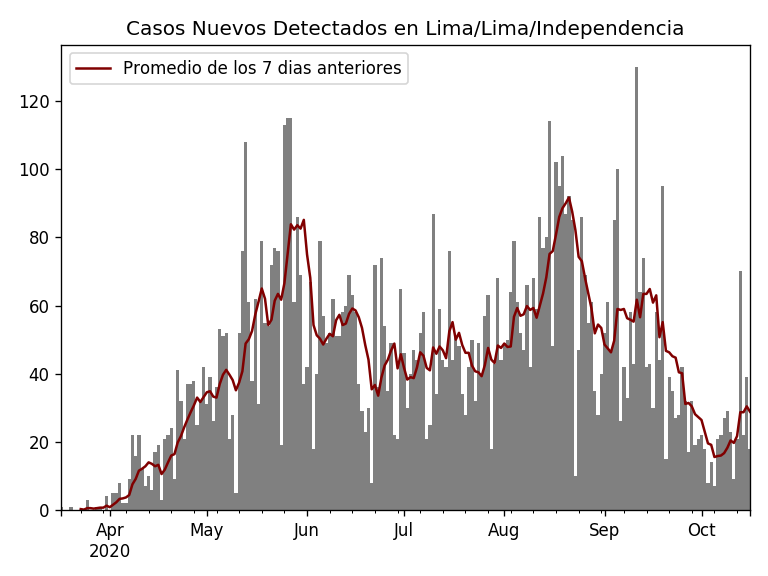 Casos Nuevos Detectados en Lima/Lima/Independencia
Promedio de los 7 dias anteriores
120
100
80
60
40
20
0
Apr May Jun Jul Aug Sep Oct
2020